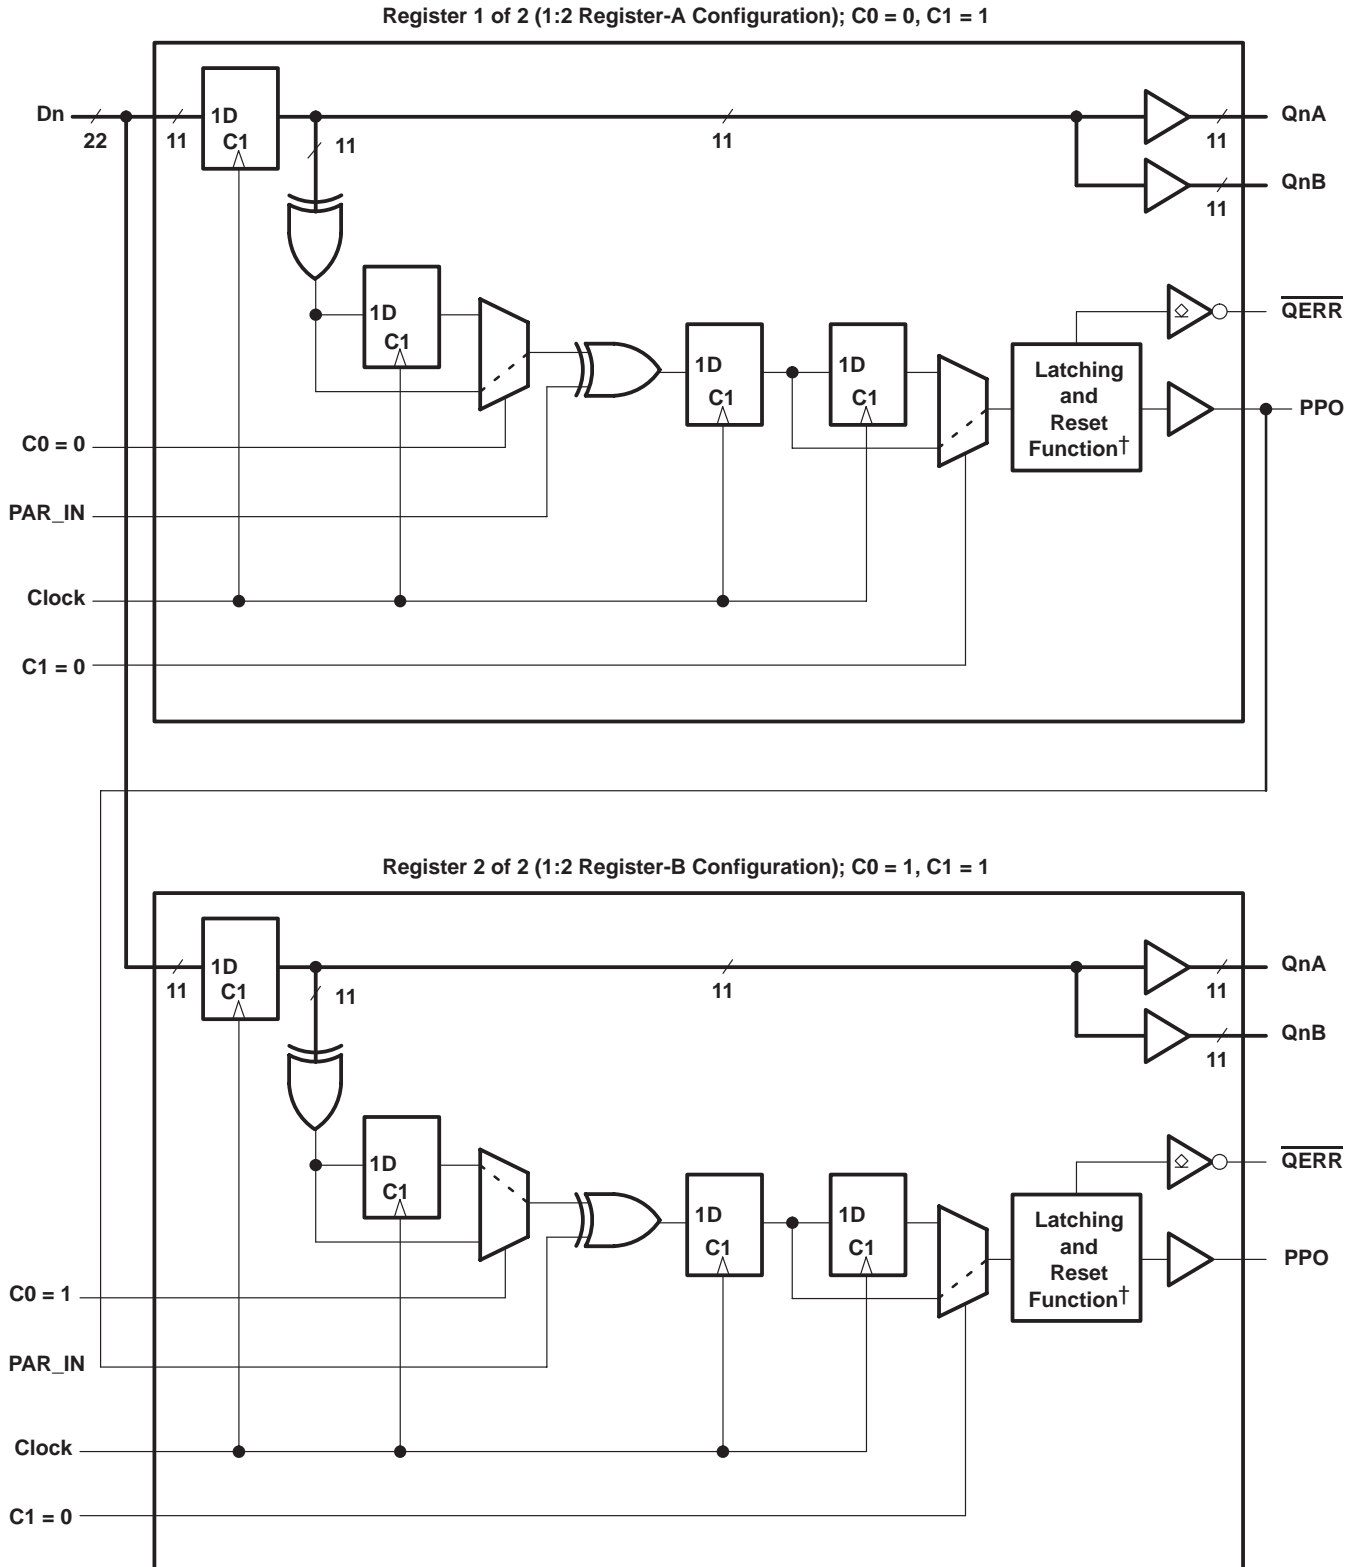 Register 1 of 2 (1:2 Register-A Configuration); C0 = 0, C1 = 1
Dn
22
11
1D
C1
11
11
11
QnA
11
QnB
1D
C1
QERR
1D
C1
1D
C1
Latching
and
Reset
Function†
PPO
C0 = 0
PAR_IN
Clock
C1 = 0
Register 2 of 2 (1:2 Register-B Configuration); C0 = 1, C1 = 1
11
1D
C1
11
11
11
QnA
11
QnB
1D
C1
QERR
1D
C1
1D
C1
Latching
and
Reset
Function†
PPO
C0 = 1
PAR_IN
Clock
C1 = 0